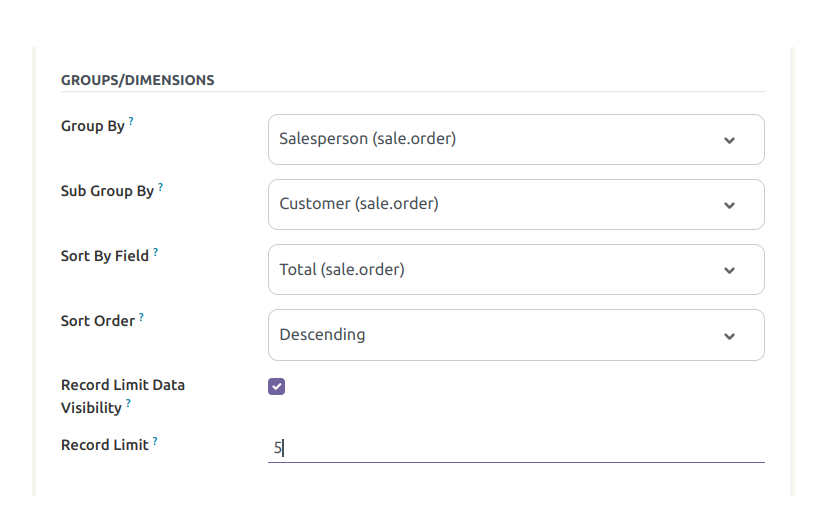 GROUPS/DIMENSIONS
Group By ?
Salesperson (sale.order)
Sub Group By ?
Customer (sale.order)
Sort By Field ?
Total (sale.order)
Sort Order ?
Descending
Record Limit Data
Visibility ?
Record Limit ?
5